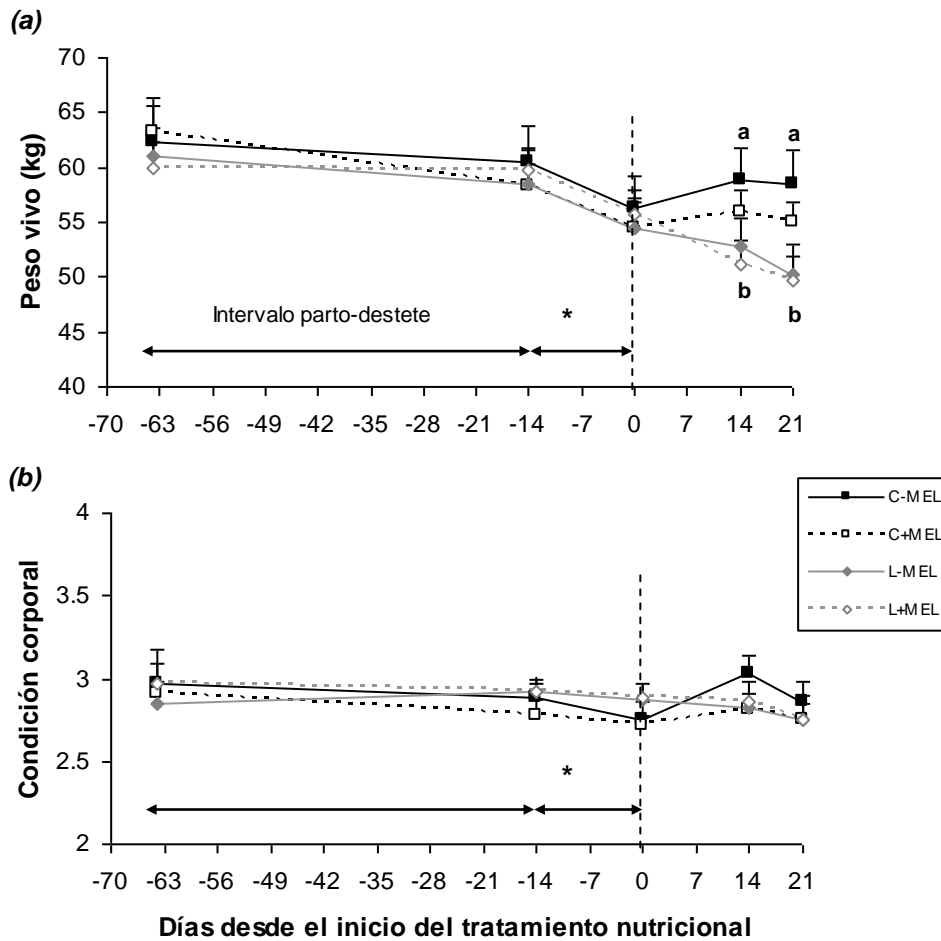 (a)
Peso vivo (kg)
70
65
60
55
50
45
40
a a
b
b
Intervalo parto-destete
*
-70 -63 -56 -49 -42 -35 -28 -21 -14 -7 0 7 14 21
(b)
Condición corporal
4
3.5
3
2.5
2
*
C-MEL
C+MEL
L-MEL
L+MEL
-70 -63 -56 -49 -42 -35 -28 -21 -14 -7 0 7 14 21
Días desde el inicio del tratamiento nutricional